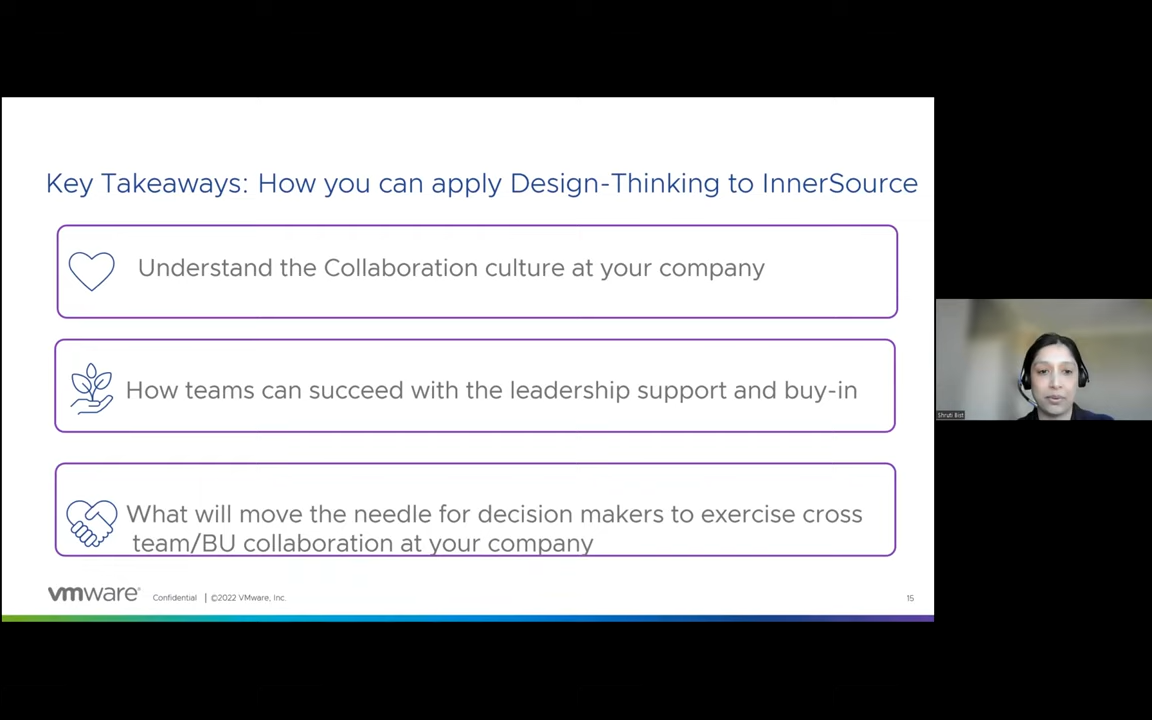 Key Takeaways: How you can apply Design-Thinking to InnerSource
Understand the Collaboration culture at your company
How teams can succeed with the leadership support and buy-in
What will move the needle for decision makers to exercise cross
team/BU collaboration at your company
vmware® Confidential | ©2022 VMware, Inc. 15
Shruti Bist